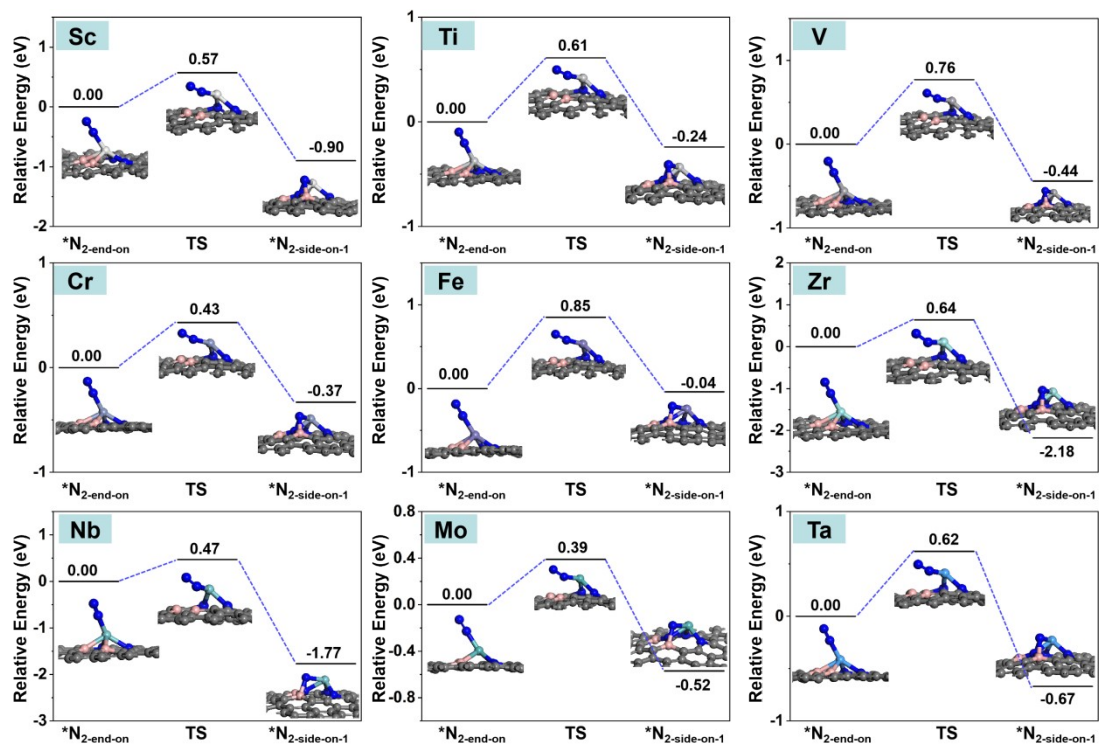 Sc
Relative Energy (eV)
1
0
-1
-2
0.00
0.57
-0.90
*N2-end-on TS *N2-side-on-1
Ti
Relative Energy (eV)
1
0
-1
0.00
0.61
-0.24
*N2-end-on TS *N2-side-on-1
V
Relative Energy (eV)
1
0
-1
0.00
0.76
-0.44
*N2-end-on TS *N2-side-on-1
Cr
Relative Energy (eV)
1
0
-1
0.00
0.43
-0.37
*N2-end-on TS *N2-side-on-1
Fe
Relative Energy (eV)
1
0
-1
0.00
0.85
-0.04
*N2-end-on TS *N2-side-on-1
Zr
Relative Energy (eV)
2
1
0
-1
-2
-3
0.00
0.64
-2.18
*N2-end-on TS *N2-side-on-1
Nb
Relative Energy (eV)
1
0
-1
-2
-3
0.00
0.47
-1.77
*N2-end-on TS *N2-side-on-1
Mo
Relative Energy (eV)
0.8
0.4
0.0
-0.4
-0.8
0.00
0.39
-0.52
*N2-end-on TS *N2-side-on-1
Ta
Relative Energy (eV)
1
0
-1
0.00
0.62
-0.67
*N2-end-on TS *N2-side-on-1